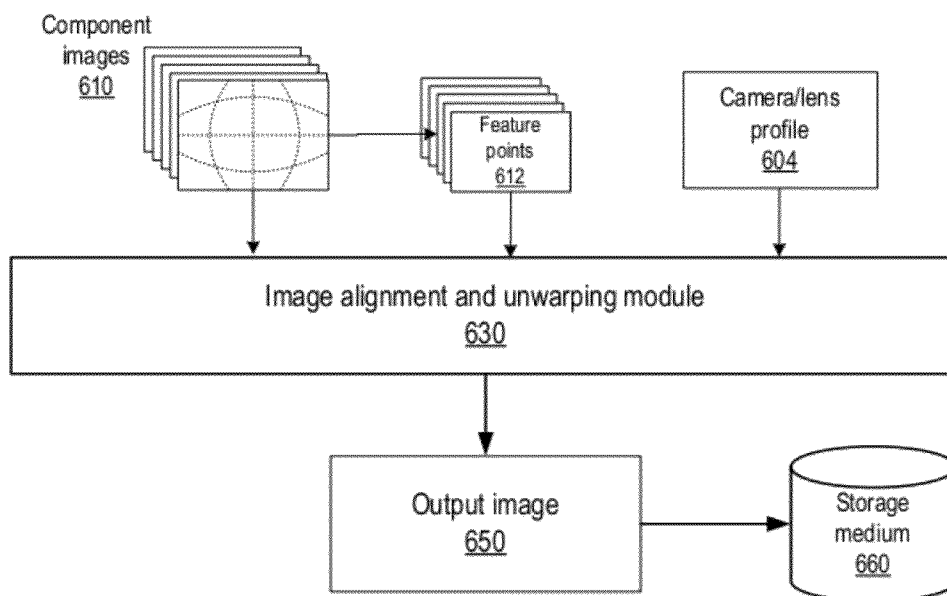 Component
images
610
Feature
points
612
Camera/lens
profile
604
Image alignment and unwarping module
630
Output image
650
Storage
medium
660